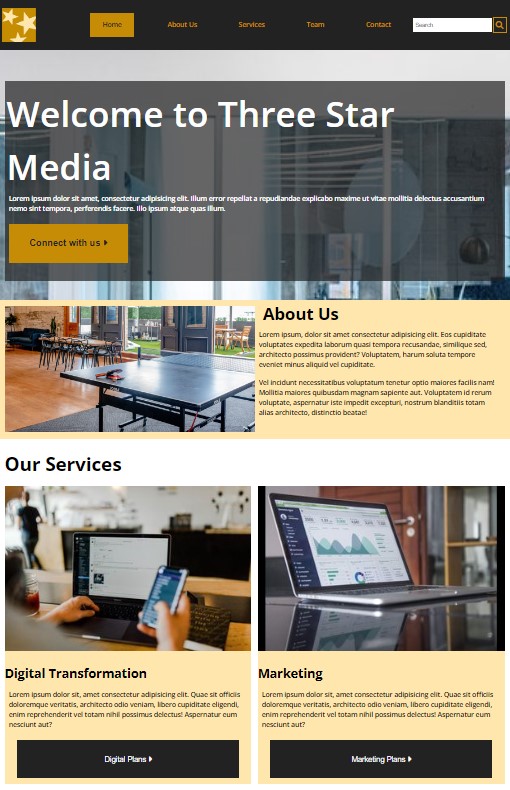 Home
About Us
Services
Team
Contact
Search
Welcome to Three Star
Media
Lorem ipsum dolor sit amet, consectetur adipisicing elit. Illum error repellat a repudiandae explicabo maxime ut vitae mollitia delectus accusantium
nemo sint tempora, perferendis facere. Illo ipsum atque quas illum.
Connect with us
About Us
Lorem ipsum, dolor sit amet consectetur adipisicing elit. Eos cupiditate
voluptates expedita laborum quasi tempora recusandae, similique sed,
architecto possimus provident? Voluptatem, harum soluta tempore
eveniet minus aliquid vel cupiditate.
Vel incidunt necessitatibus voluptatum tenetur optio maiores facilis nam!
Mollitia maiores quibusdam magnam sapiente aut. Voluptatem id rerum
voluptate, aspernatur iste impedit excepturi, nostrum blanditiis totam
alias architecto, distinctio beatae!
Our Services
Digital Transformation
Lorem ipsum dolor sit, amet consectetur adipisicing elit. Quae sit officiis
doloremque veritatis, architecto odio veniam, libero cupiditate eligendi,
enim reprehenderit vel totam nihil possimus delectus! Aspernatur eum
nesciunt aut?
Digital Plans
Marketing
Lorem ipsum dolor sit, amet consectetur adipisicing elit. Quae sit officiis
doloremque veritatis, architecto odio veniam, libero cupiditate eligendi,
enim reprehenderit vel totam nihil possimus delectus! Aspernatur eum
nesciunt aut?
Marketing Plans